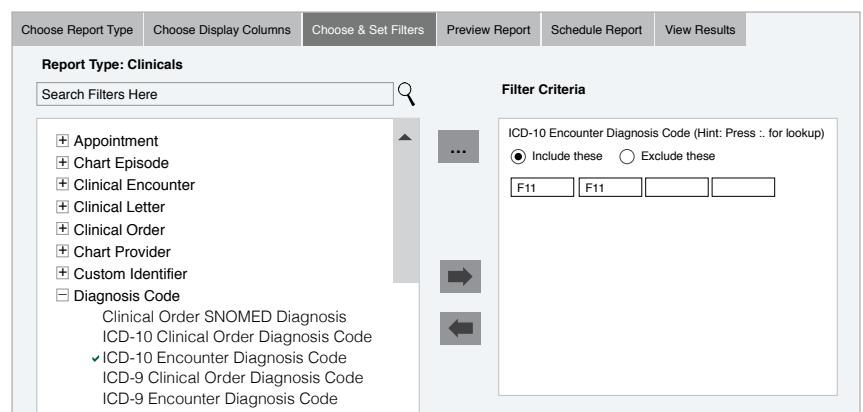 Choose Report Type Choose Display Columns Choose & Set Filters Preview Report Schedule Report View Results
Report Type: Clinicals
Search Filters Here
Appointment
Chart Episode
Clinical Encounter
Clinical Letter
Clinical Order
Chart Provider
Custom Identifier
Diagnosis Code
Clinical Order SNOMED Diagnosis
ICD-10 Clinical Order Diagnosis Code
ICD-10 Encounter Diagnosis Code
ICD-9 Clinical Order Diagnosis Code
ICD-9 Encounter Diagnosis Code
...
Filter Criteria
ICD-10 Encounter Diagnosis Code (Hint: Press :. for lookup)
Include these Exclude these
F11 F11